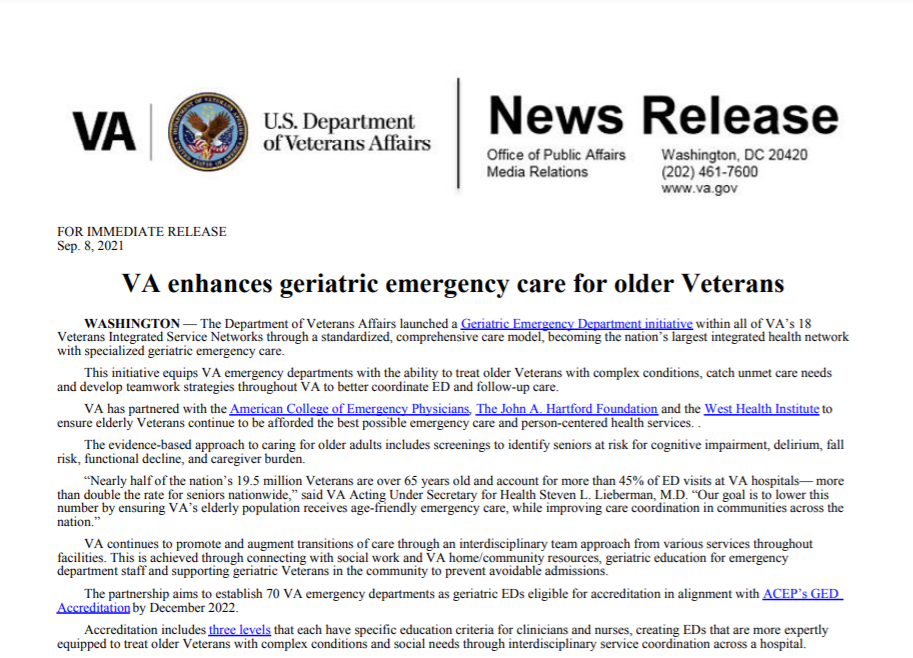 VA
U.S. Department
of Veterans Affairs
News Release
Office of Public Affairs
Media Relations
Washington, DC 20420
(202) 461-7600
www.va.gov
FOR IMMEDIATE RELEASE
Sep. 8, 2021
VA enhances geriatric emergency care for older Veterans
WASHINGTON — The Department of Veterans Affairs launched a Geriatric Emergency Department initiative within all of VA’s 18
Veterans Integrated Service Networks through a standardized, comprehensive care model, becoming the nation’s largest integrated health network
with specialized geriatric emergency care.
This initiative equips VA emergency departments with the ability to treat older Veterans with complex conditions, catch unmet care needs
and develop teamwork strategies throughout VA to better coordinate ED and follow-up care.
VA has partnered with the American College of Emergency Physicians, The John A. Hartford Foundation and the West Health Institute to
ensure elderly Veterans continue to be afforded the best possible emergency care and person-centered health services. .
The evidence-based approach to caring for older adults includes screenings to identify seniors at risk for cognitive impairment, delirium, fall
risk, functional decline, and caregiver burden.
“Nearly half of the nation’s 19.5 million Veterans are over 65 years old and account for more than 45% of ED visits at VA hospitals— more
than double the rate for seniors nationwide,” said VA Acting Under Secretary for Health Steven L. Lieberman, M.D. “Our goal is to lower this
number by ensuring VA’s elderly population receives age-friendly emergency care, while improving care coordination in communities across the
nation.”
VA continues to promote and augment transitions of care through an interdisciplinary team approach from various services throughout
facilities. This is achieved through connecting with social work and VA home/community resources, geriatric education for emergency
department staff and supporting geriatric Veterans in the community to prevent avoidable admissions.
The partnership aims to establish 70 VA emergency departments as geriatric EDs eligible for accreditation in alignment with ACEP’s GED
Accreditation by December 2022.
Accreditation includes three levels that each have specific education criteria for clinicians and nurses, creating EDs that are more expertly
equipped to treat older Veterans with complex conditions and social needs through interdisciplinary service coordination across a hospital.